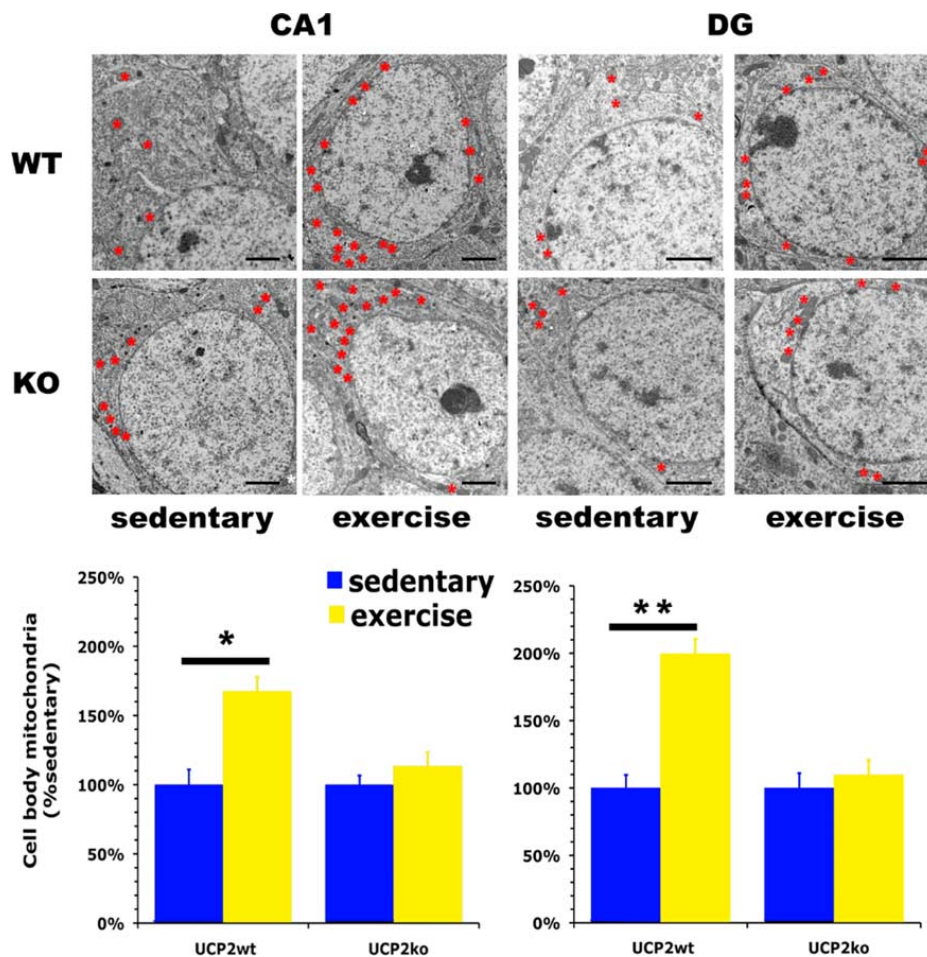 CA1 DG
WT
KO
sedentary exercise sedentary exercise
Cell body mitochondria
(%sedentary)
250%
200%
150%
100%
50%
0%
*
sedentary
exercise
UCP2wt UCP2ko
250%
200%
150%
100%
50%
0%
**
UCP2wt UCP2ko